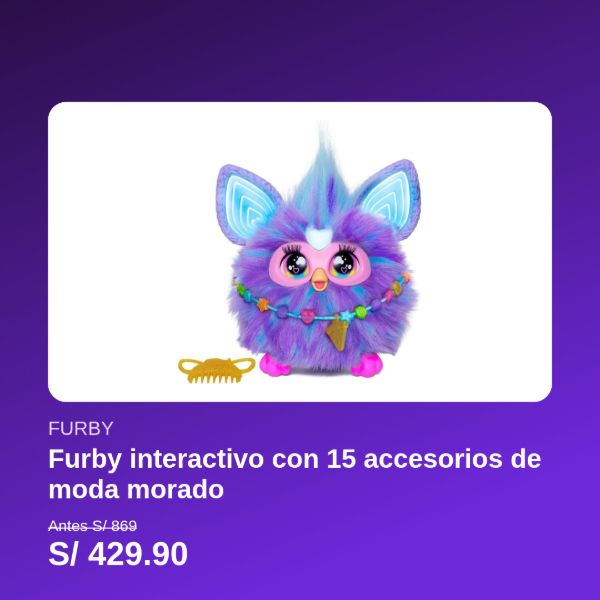 FURBY
Furby interactivo con 15 accesorios de
moda morado
Antes S/ 869
S/ 429.90